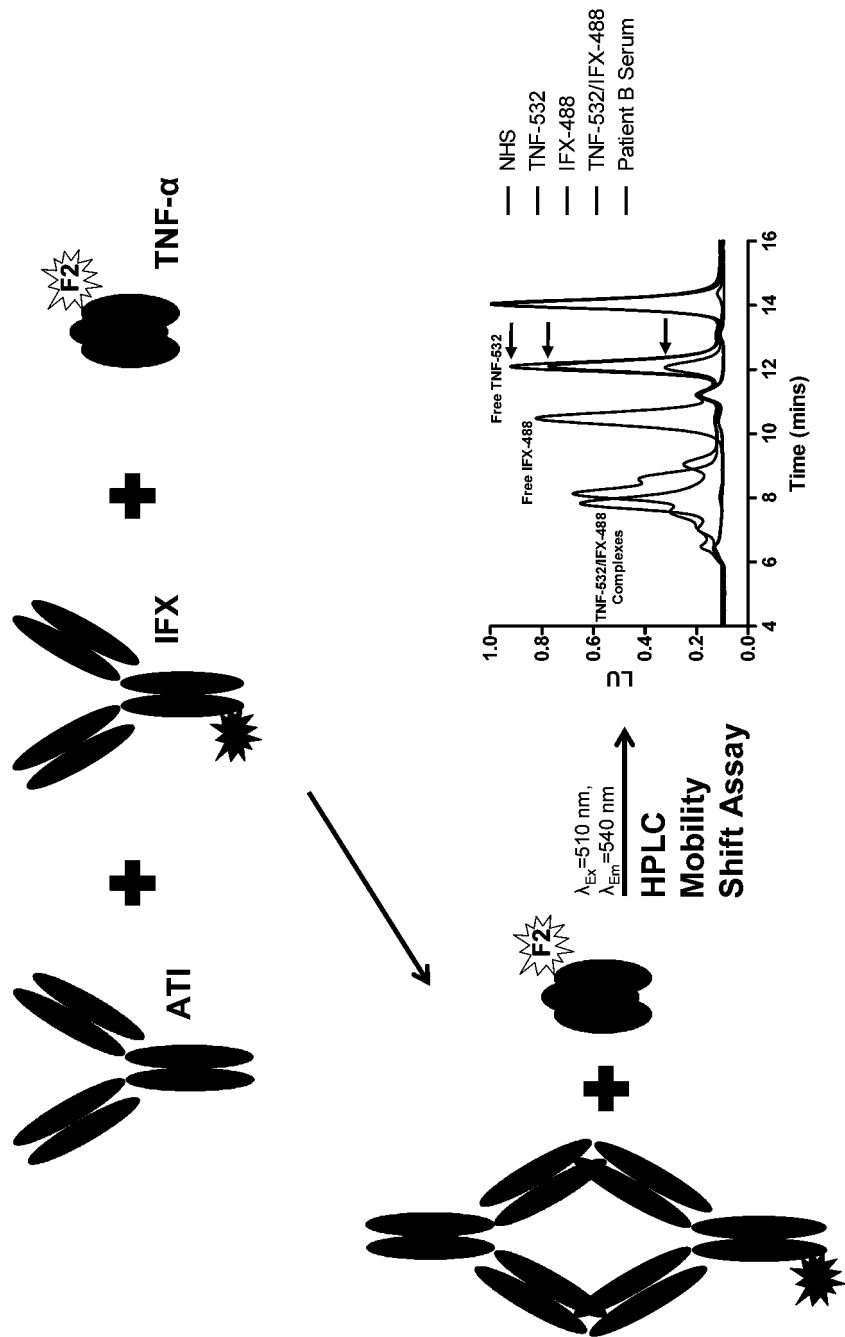 ATI
IFX
F2
TNF-α
F2
λEx=510 nm,
λEm=540 nm
HPLC
Mobility
Shift Assay
LU
1.0
0.8
0.6
0.4
0.2
0.0
4
6
8
10
12
14
16
Time (mins)
TNF-532/IFX-488
Complexes
Free IFX-488
Free TNF-532
NHS
TNF-532
IFX-488
TNF-532/IFX-488
Patient B Serum